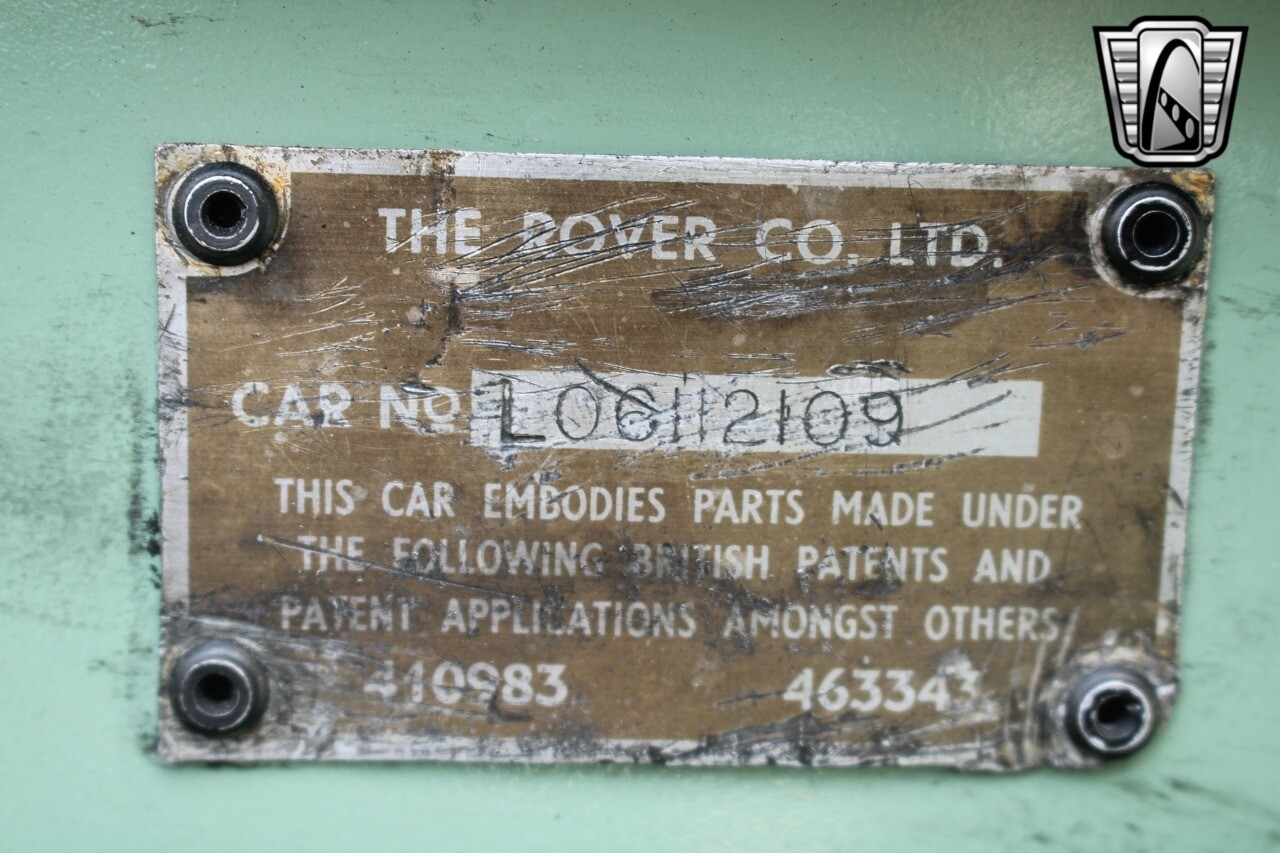 THE ROVER CO. LTD.
CAR NO L06112109
THIS CAR EMBODIES PARTS MADE UNDER
THE FOLLOWING BRITISH PATENTS AND
PATENT APPLICATIONS AMONGST OTHERS
410983 463343